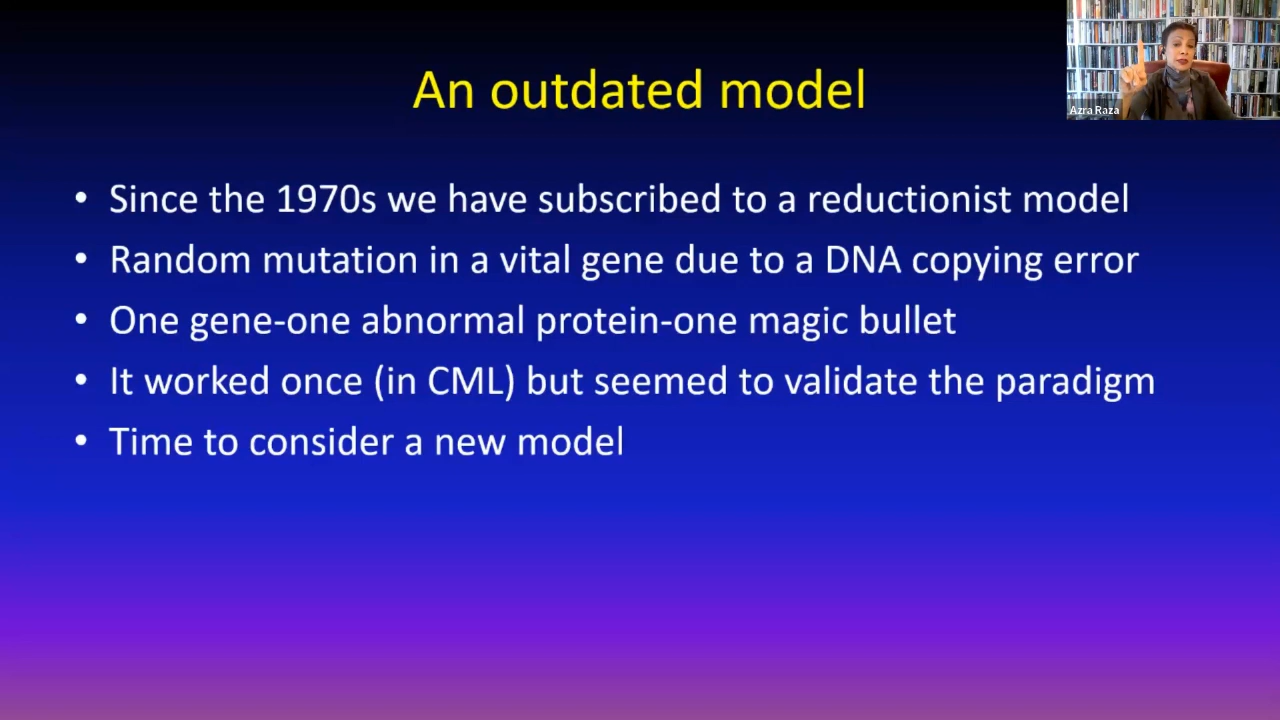 An outdated model
Azra Raza
• Since the 1970s we have subscribed to a reductionist model
• Random mutation in a vital gene due to a DNA copying error
• One gene-one abnormal protein-one magic bullet
• It worked once (in CML) but seemed to validate the paradigm
• Time to consider a new model